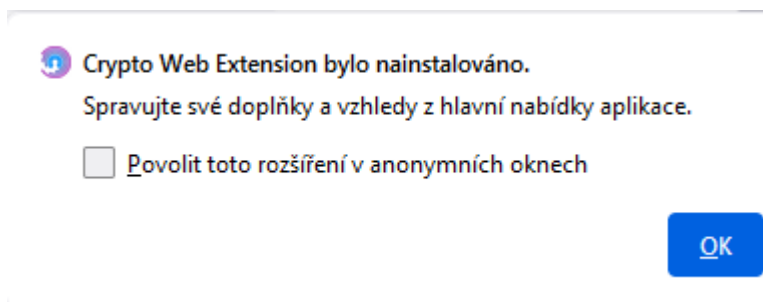 Crypto Web Extension bylo nainstalováno.
Spravujte své doplňky a vzhledy z hlavní nabídky aplikace.
Povolit toto rozšíření v anonymních oknech
OK